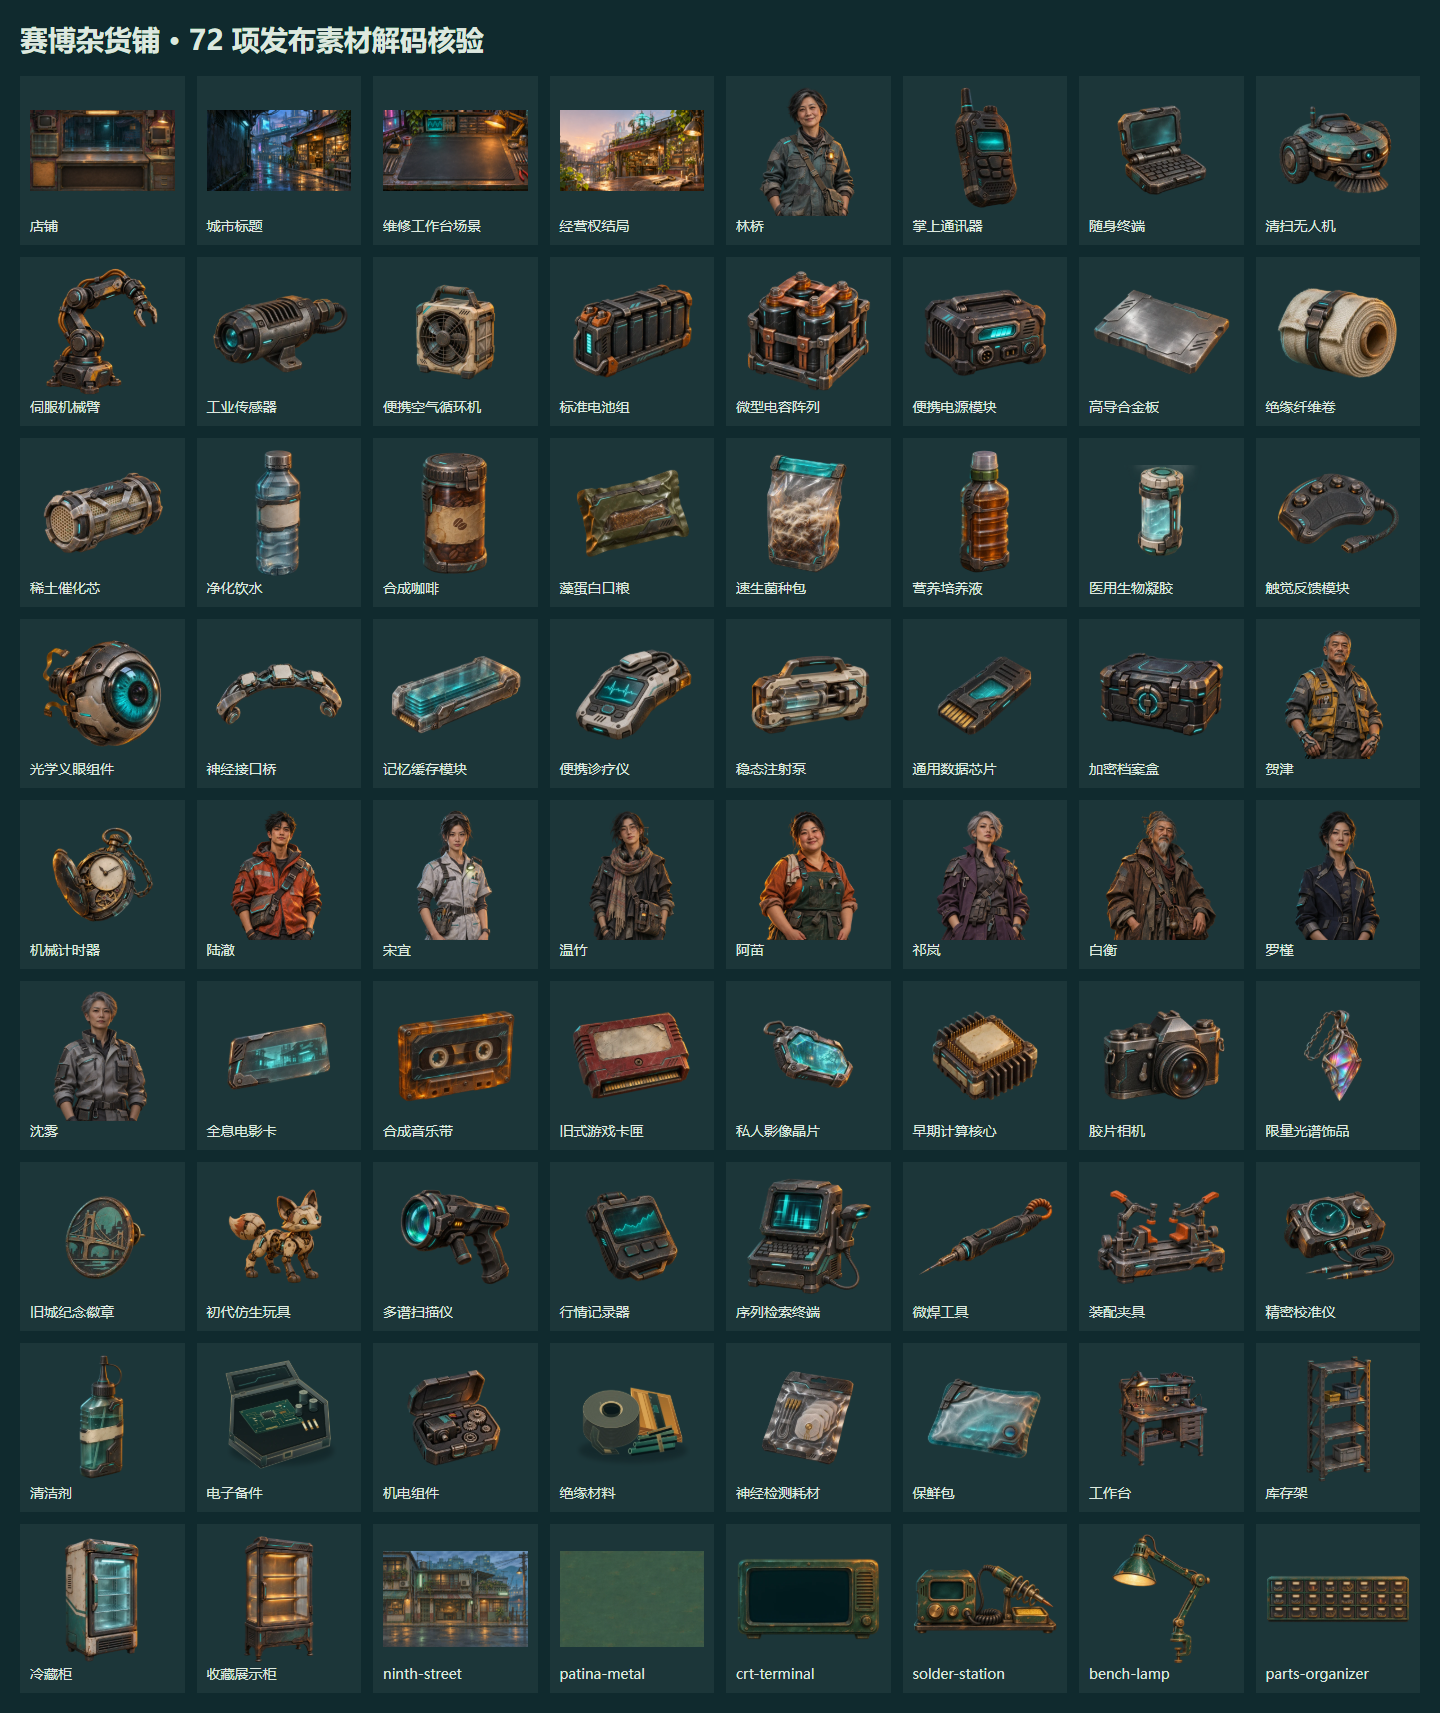 赛博杂货铺 · 72 项发布素材解码核验
店铺
城市标题
维修工作台场景
经营权结局
林桥
掌上通讯器
随身终端
清扫无人机
伺服机械臂
工业传感器
便携空气循环机
标准电池组
微型电容阵列
便携电源模块
高导合金板
绝缘纤维卷
稀土催化芯
净化饮水
合成咖啡
藻蛋白口粮
速生菌种包
营养培养液
医用生物凝胶
触觉反馈模块
光学义眼组件
神经接口桥
记忆缓存模块
便携诊疗仪
稳态注射泵
通用数据芯片
加密档案盒
贺津
机械计时器
陆澈
宋宜
温竹
阿苗
祁岚
白衡
罗槿
沈雾
全息电影卡
合成音乐带
旧式游戏卡匣
私人影像晶片
早期计算核心
胶片相机
限量光谱饰品
旧城纪念徽章
初代仿生玩具
多谱扫描仪
行情记录器
序列检索终端
微焊工具
装配夹具
精密校准仪
清洁剂
电子备件
机电组件
绝缘材料
神经检测耗材
保鲜包
工作台
库存架
冷藏柜
收藏展示柜
ninth-street
patina-metal
crt-terminal
solder-station
bench-lamp
parts-organizer